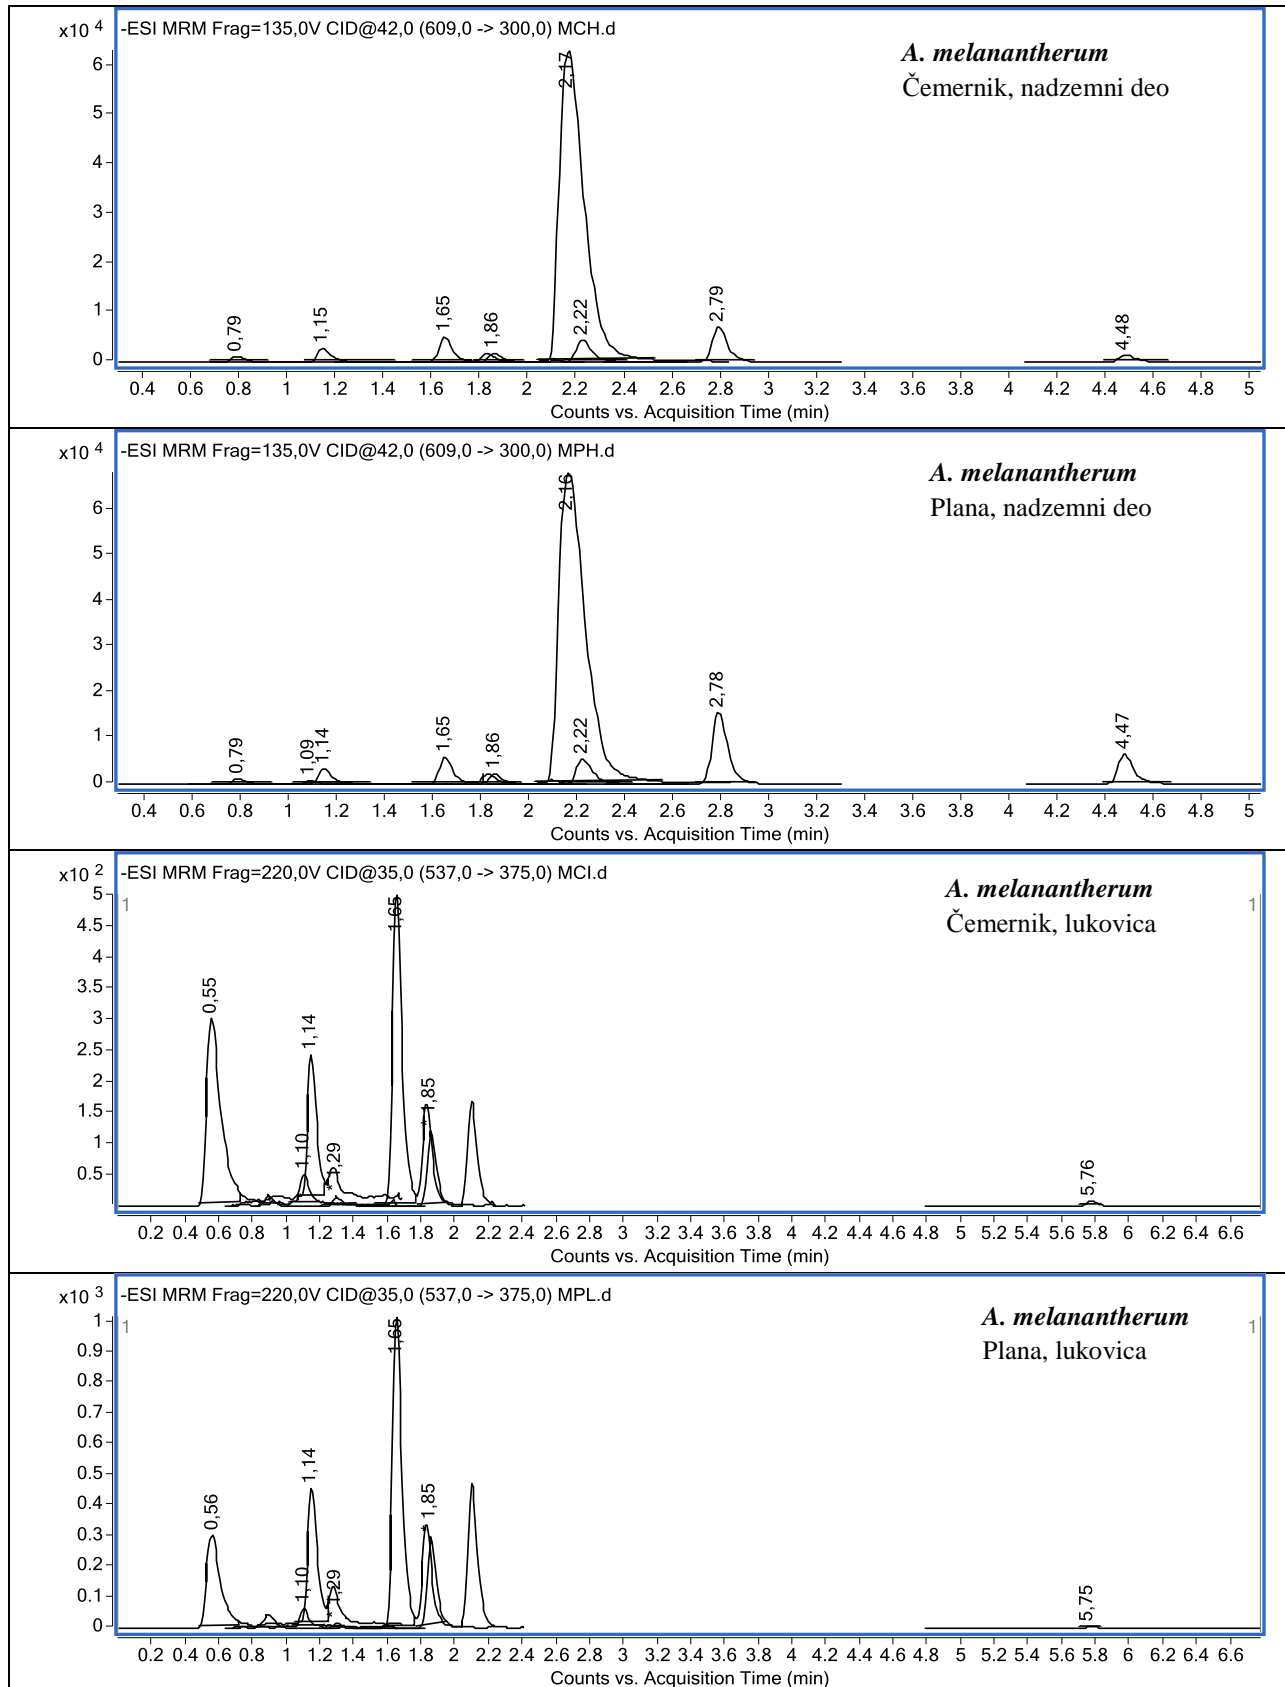 x10 4
-ESI MRM Frag=135,0V CID@42,0 (609,0 -> 300,0) MCH.d
A. melanantherum
Čemernik, nadzemni deo
6
5
4
3
2
1
0
0,79
1,15
1,65
1,86
2,17
2,22
2,79
4,48
0.4 0.6 0.8 1 1.2 1.4 1.6 1.8 2 2.2 2.4 2.6 2.8 3 3.2 3.4 3.6 3.8 4 4.2 4.4 4.6 4.8 5
Counts vs. Acquisition Time (min)
x10 4
-ESI MRM Frag=135,0V CID@42,0 (609,0 -> 300,0) MPH.d
A. melanantherum
Plana, nadzemni deo
6
5
4
3
2
1
0
0,79
1,09
1,14
1,65
1,86
2,16
2,22
2,78
4,47
0.4 0.6 0.8 1 1.2 1.4 1.6 1.8 2 2.2 2.4 2.6 2.8 3 3.2 3.4 3.6 3.8 4 4.2 4.4 4.6 4.8 5
Counts vs. Acquisition Time (min)
x10 2
-ESI MRM Frag=220,0V CID@35,0 (537,0 -> 375,0) MCI.d
A. melanantherum
Čemernik, lukovica
1
1
5
4.5
4
3.5
3
2.5
2
1.5
1
0.5
0,55
1,10
1,14
*1,29
1,65
*1,85
5,76
0.2 0.4 0.6 0.8 1 1.2 1.4 1.6 1.8 2 2.2 2.4 2.6 2.8 3 3.2 3.4 3.6 3.8 4 4.2 4.4 4.6 4.8 5 5.2 5.4 5.6 5.8 6 6.2 6.4 6.6
Counts vs. Acquisition Time (min)
x10 3
-ESI MRM Frag=220,0V CID@35,0 (537,0 -> 375,0) MPL.d
A. melanantherum
Plana, lukovica
1
1
1
0.9
0.8
0.7
0.6
0.5
0.4
0.3
0.2
0.1
0
0,56
1,10
1,14
*1,29
1,65
*1,85
5,75
0.2 0.4 0.6 0.8 1 1.2 1.4 1.6 1.8 2 2.2 2.4 2.6 2.8 3 3.2 3.4 3.6 3.8 4 4.2 4.4 4.6 4.8 5 5.2 5.4 5.6 5.8 6 6.2 6.4 6.6
Counts vs. Acquisition Time (min)